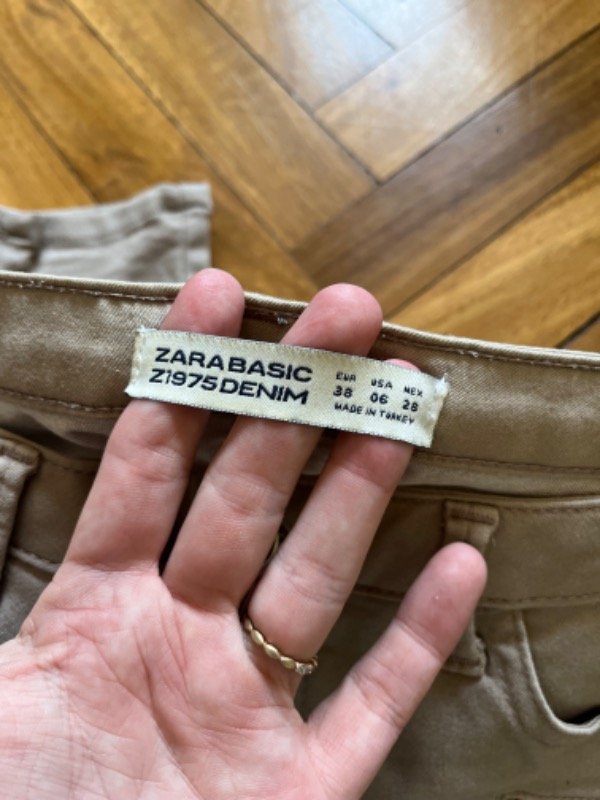 ZARABASIC
Z1975DENIM
EUR USA MEX
38 06 28
MADE IN TURKEY